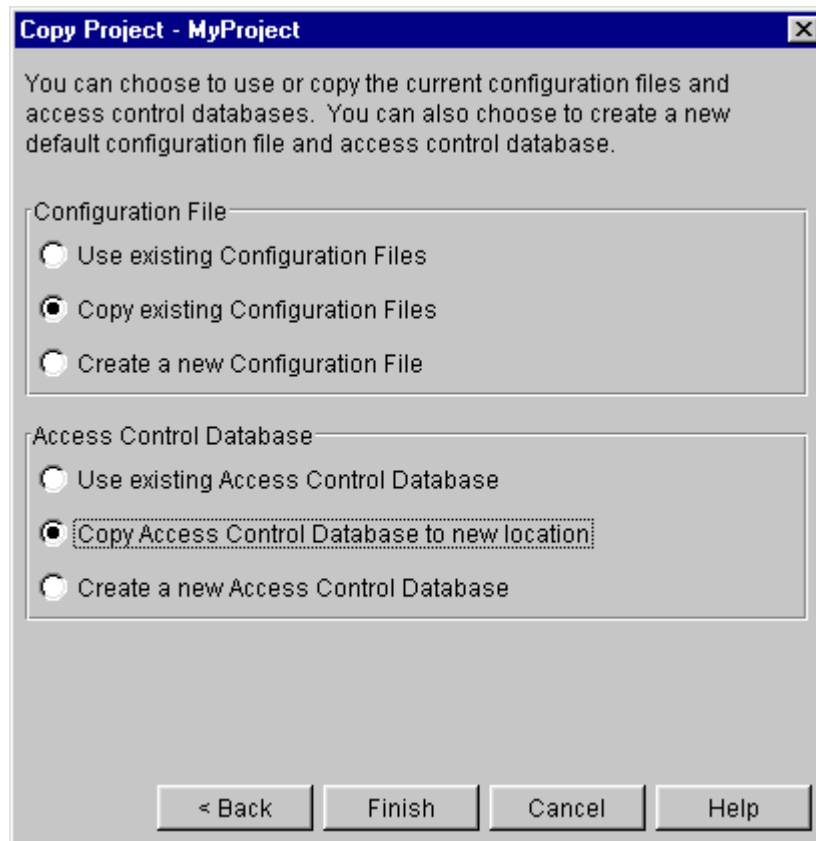 Copy Project - MyProject
You can choose to use or copy the current configuration files and
access control databases.  You can also choose to create a new
default configuration file and access control database.
Configuration File
Use existing Configuration Files
Copy existing Configuration Files
Create a new Configuration File
Access Control Database
Use existing Access Control Database
Copy Access Control Database to new location
Create a new Access Control Database
< Back
Finish
Cancel
Help